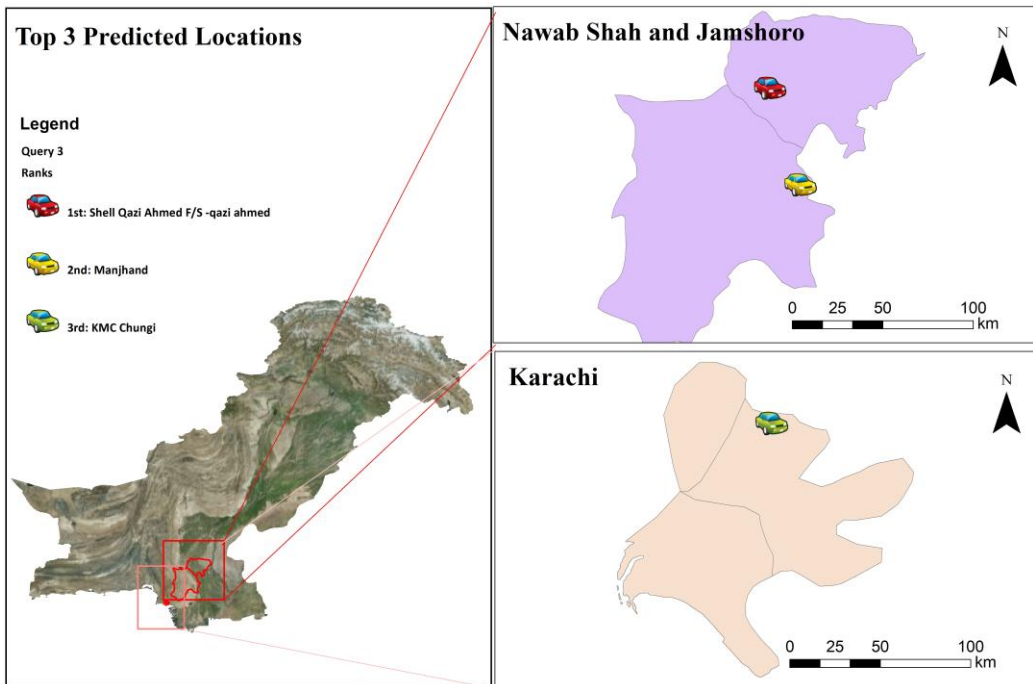 Top 3 Predicted Locations
Legend
Query 3
Ranks
1st: Shell Qazi Ahmed F/S -qazi ahmed
2nd: Manjhand
3rd: KMC Chungi
Nawab Shah and Jamshoro
N
0 25 50 100
km
Karachi
N
0 25 50 100
km